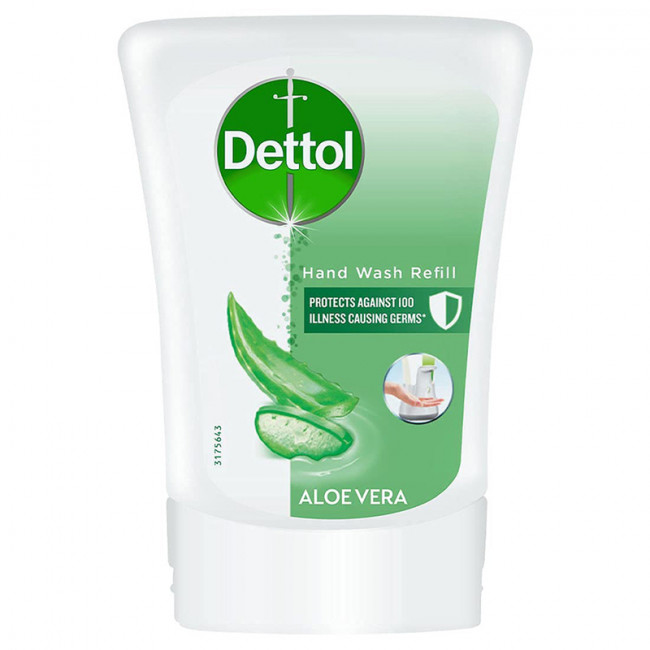 Dettol
Hand Wash Refill
PROTECTS AGAINST 100
ILLNESS CAUSING GERMS*
3175643
ALOE VERA